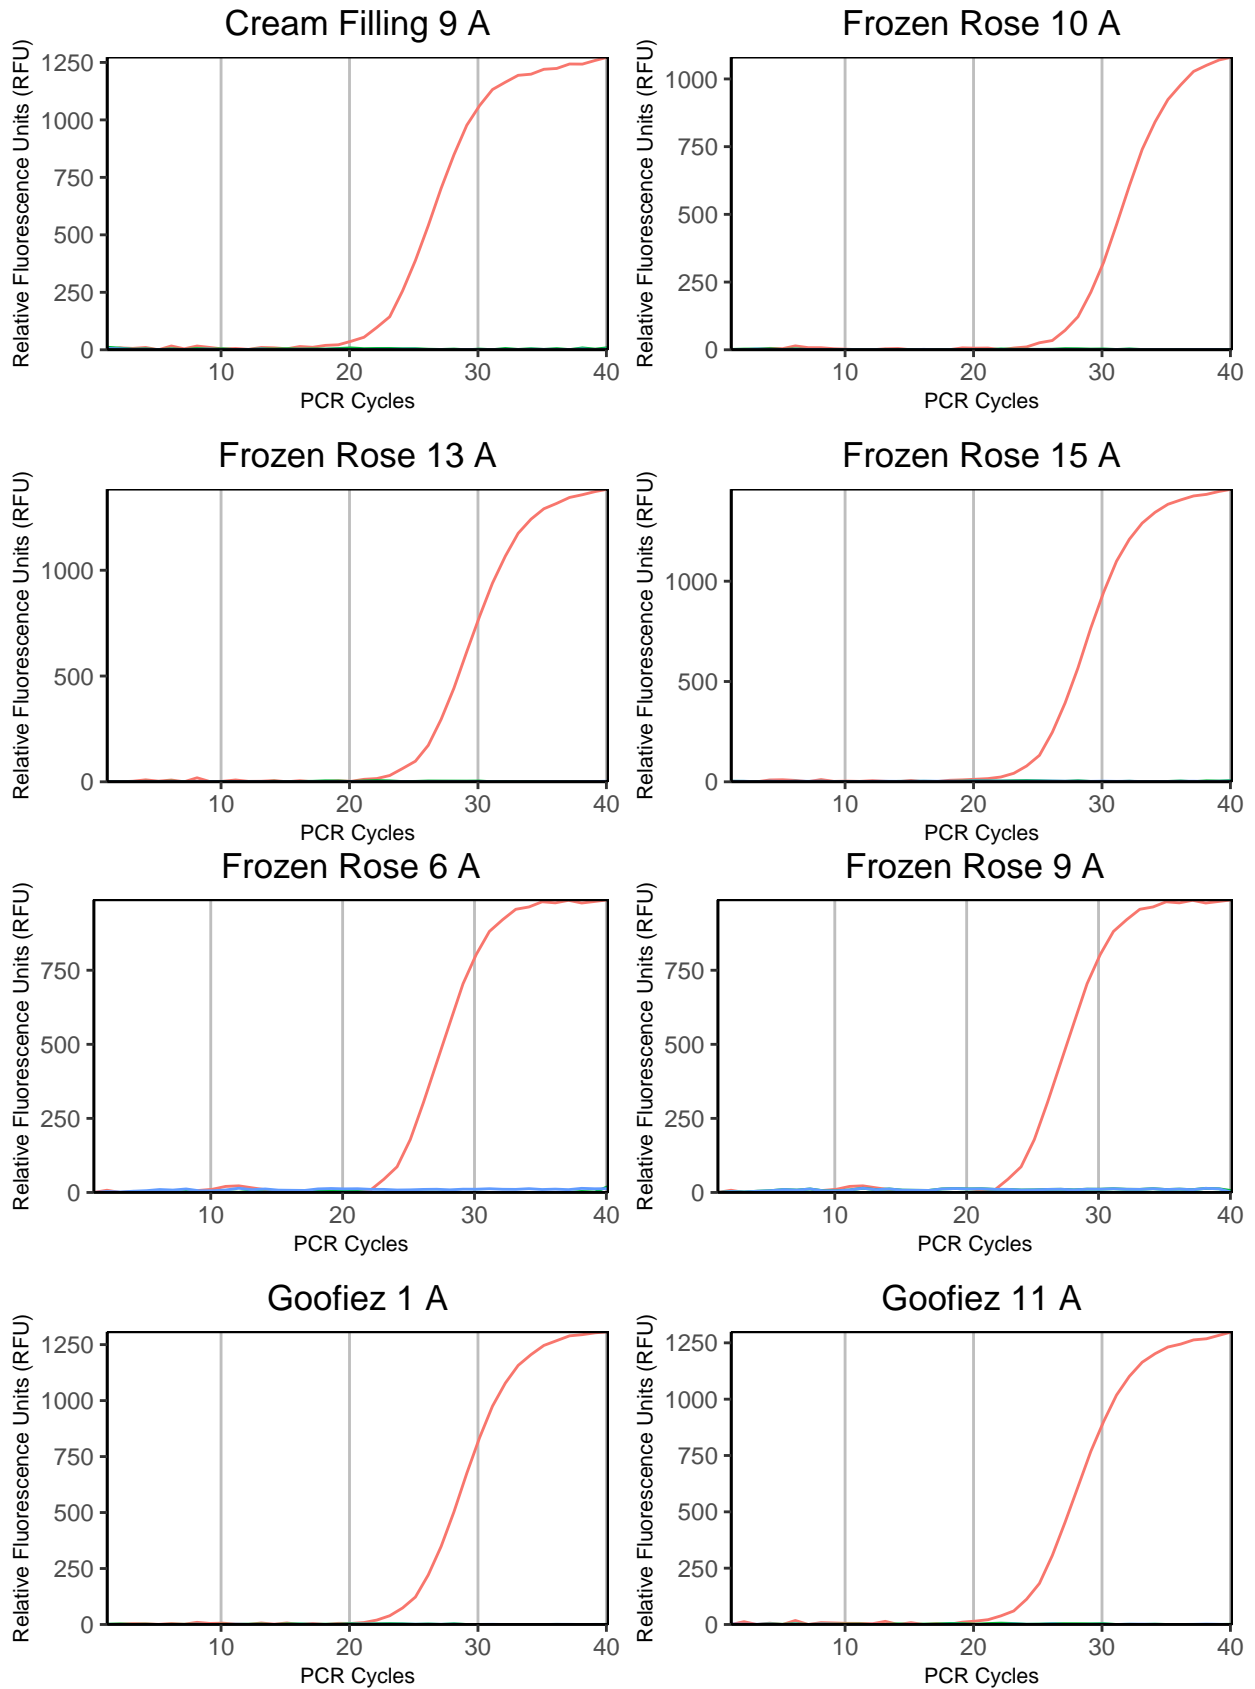 Cream Filling 9 A
Relative Fluorescence Units (RFU)
1250
1000
750
500
250
0
10
20
30
40
PCR Cycles
Frozen Rose 10 A
Relative Fluorescence Units (RFU)
1000
750
500
250
0
10
20
30
40
PCR Cycles
Frozen Rose 13 A
Relative Fluorescence Units (RFU)
1000
500
0
10
20
30
40
PCR Cycles
Frozen Rose 15 A
Relative Fluorescence Units (RFU)
1000
500
0
10
20
30
40
PCR Cycles
Frozen Rose 6 A
Relative Fluorescence Units (RFU)
750
500
250
0
10
20
30
40
PCR Cycles
Frozen Rose 9 A
Relative Fluorescence Units (RFU)
750
500
250
0
10
20
30
40
PCR Cycles
Goofiez 1 A
Relative Fluorescence Units (RFU)
1250
1000
750
500
250
0
10
20
30
40
PCR Cycles
Goofiez 11 A
Relative Fluorescence Units (RFU)
1250
1000
750
500
250
0
10
20
30
40
PCR Cycles